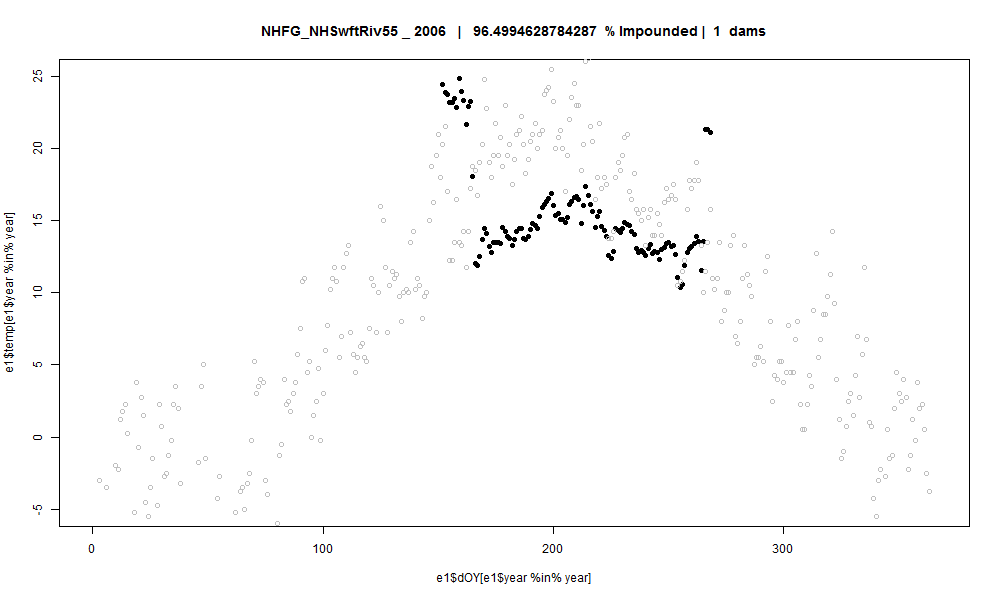 NHFG_NHSwftRiv55 _ 2006 | 96.4994628784297 % Impounded | 1 dams
e1$temp[e1$year %in% year]
25
20
15
10
5
0
-5
0 100 200 300
e1$dOY[e1$year %in% year]